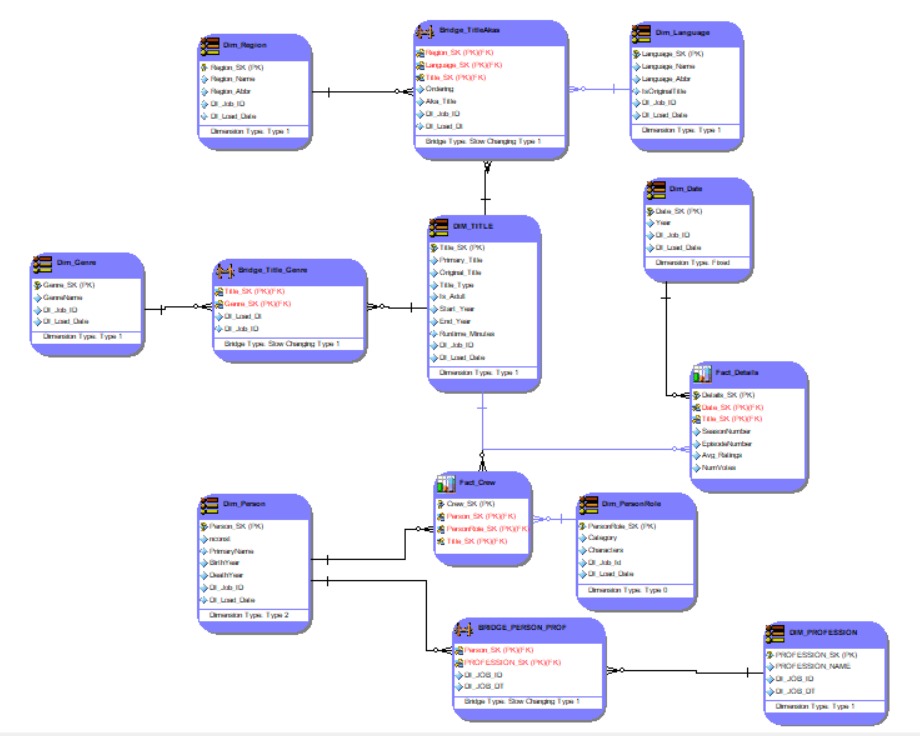 Dim_Region
Region_SK (PK)
Region_Name
Region_Abbr
DI_Job_ID
DI_Load_Date
Dimension Type: Type 1
Bridge_TitleAkas
Region_SK (PK)(FK)
Language_SK (PK)(FK)
Title_SK (PK)(FK)
Ordering
Aka_Title
DI_Job_ID
DI_Load_DI
Bridge Type: Slow Changing Type 1
Dim_Language
Language_SK (PK)
Language_Name
Language_Abbr
IsOriginalTitle
DI_Job_ID
DI_Load_Date
Dimension Type: Type 1
Dim_Date
Date_SK (PK)
Year
DI_Job_ID
DI_Load_Date
Dimension Type: Fixed
DIM_TITLE
Title_SK (PK)
Primary_Title
Original_Title
Title_Type
Is_Adult
Start_Year
End_Year
Runtime_Minutes
DI_Job_ID
DI_Load_Date
Dimension Type: Type 1
Dim_Genre
Genre_SK (PK)
GenreName
DI_Job_ID
DI_Load_Date
Dimension Type: Type 1
Bridge_Title_Genre
Title_SK (PK)(FK)
Genre_SK (PK)(FK)
DI_Load_DI
DI_Job_ID
Bridge Type: Slow Changing Type 1
Fact_Details
Details_SK (PK)
Date_SK (PK)(FK)
Title_SK (PK)(FK)
SeasonNumber
EpisodeNumber
Avg_Ratings
NumVotes
Fact_Crew
Crew_SK (PK)
Person_SK (PK)(FK)
PersonRole_SK (PK)(FK)
Title_SK (PK)(FK)
Dim_Person
Person_SK (PK)
nconst
PrimaryName
BirthYear
DeathYear
DI_Job_ID
DI_Load_Date
Dimension Type: Type 2
Dim_PersonRole
PersonRole_SK (PK)
Category
Characters
DI_Job_Id
DI_Load_Date
Dimension Type: Type 0
BRIDGE_PERSON_PROF
Person_SK (PK)(FK)
PROFESSION_SK (PK)(FK)
DI_JOB_ID
DI_JOB_DT
Bridge Type: Slow Changing Type 1
DIM_PROFESSION
PROFESSION_SK (PK)
PROFESSION_NAME
DI_JOB_ID
DI_JOB_DT
Dimension Type: Type 1